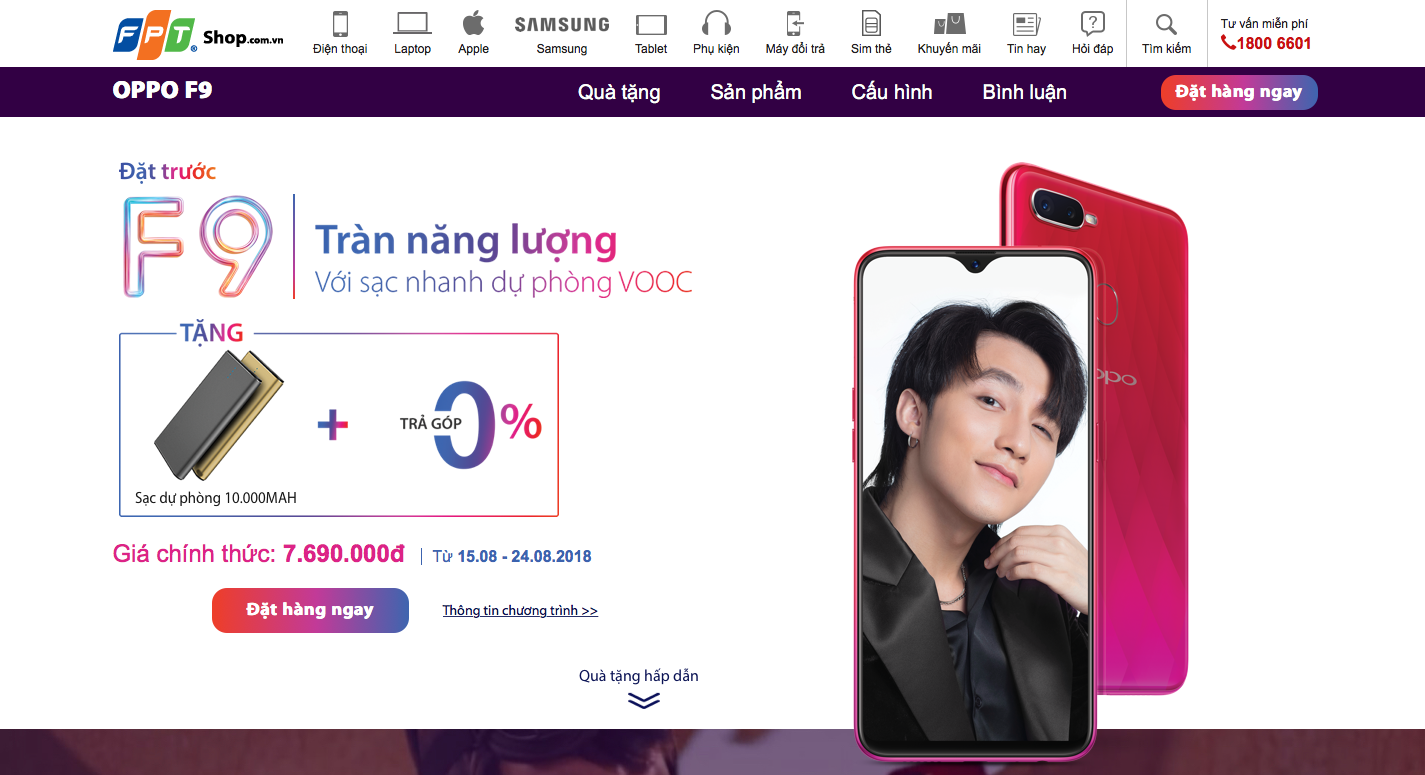 FPT Shop.com.vn
Điện thoại
Laptop
Apple
SAMSUNG
Samsung
Tablet
Phụ kiện
Máy đổi trả
Sim thẻ
Khuyến mãi
Tin hay
Hỏi đáp
Tìm kiếm
Tư vấn miễn phí
1800 6601
OPPO F9
Quà tặng
Sản phẩm
Cấu hình
Bình luận
Đặt hàng ngay
Đặt trước
F9
Tràn năng lượng
Với sạc nhanh dự phòng VOOC
TẶNG
+
TRẢ GÓP 0%
Sạc dự phòng 10.000MAH
Giá chính thức: 7.690.000đ | Từ 15.08 - 24.08.2018
Đặt hàng ngay
Thông tin chương trình >>
Quà tặng hấp dẫn
oppo